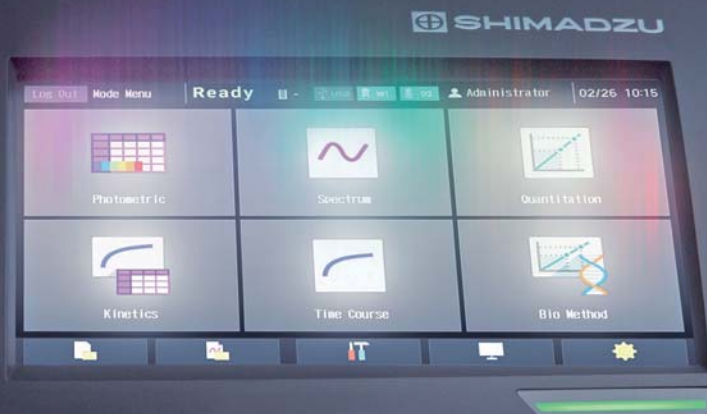 SHIMADZU
Log Out Mode Menu Ready - USB Administrator 02/26 10:15
Photometric Spectrum Quantitation
Kinetics Time Course Bio Method